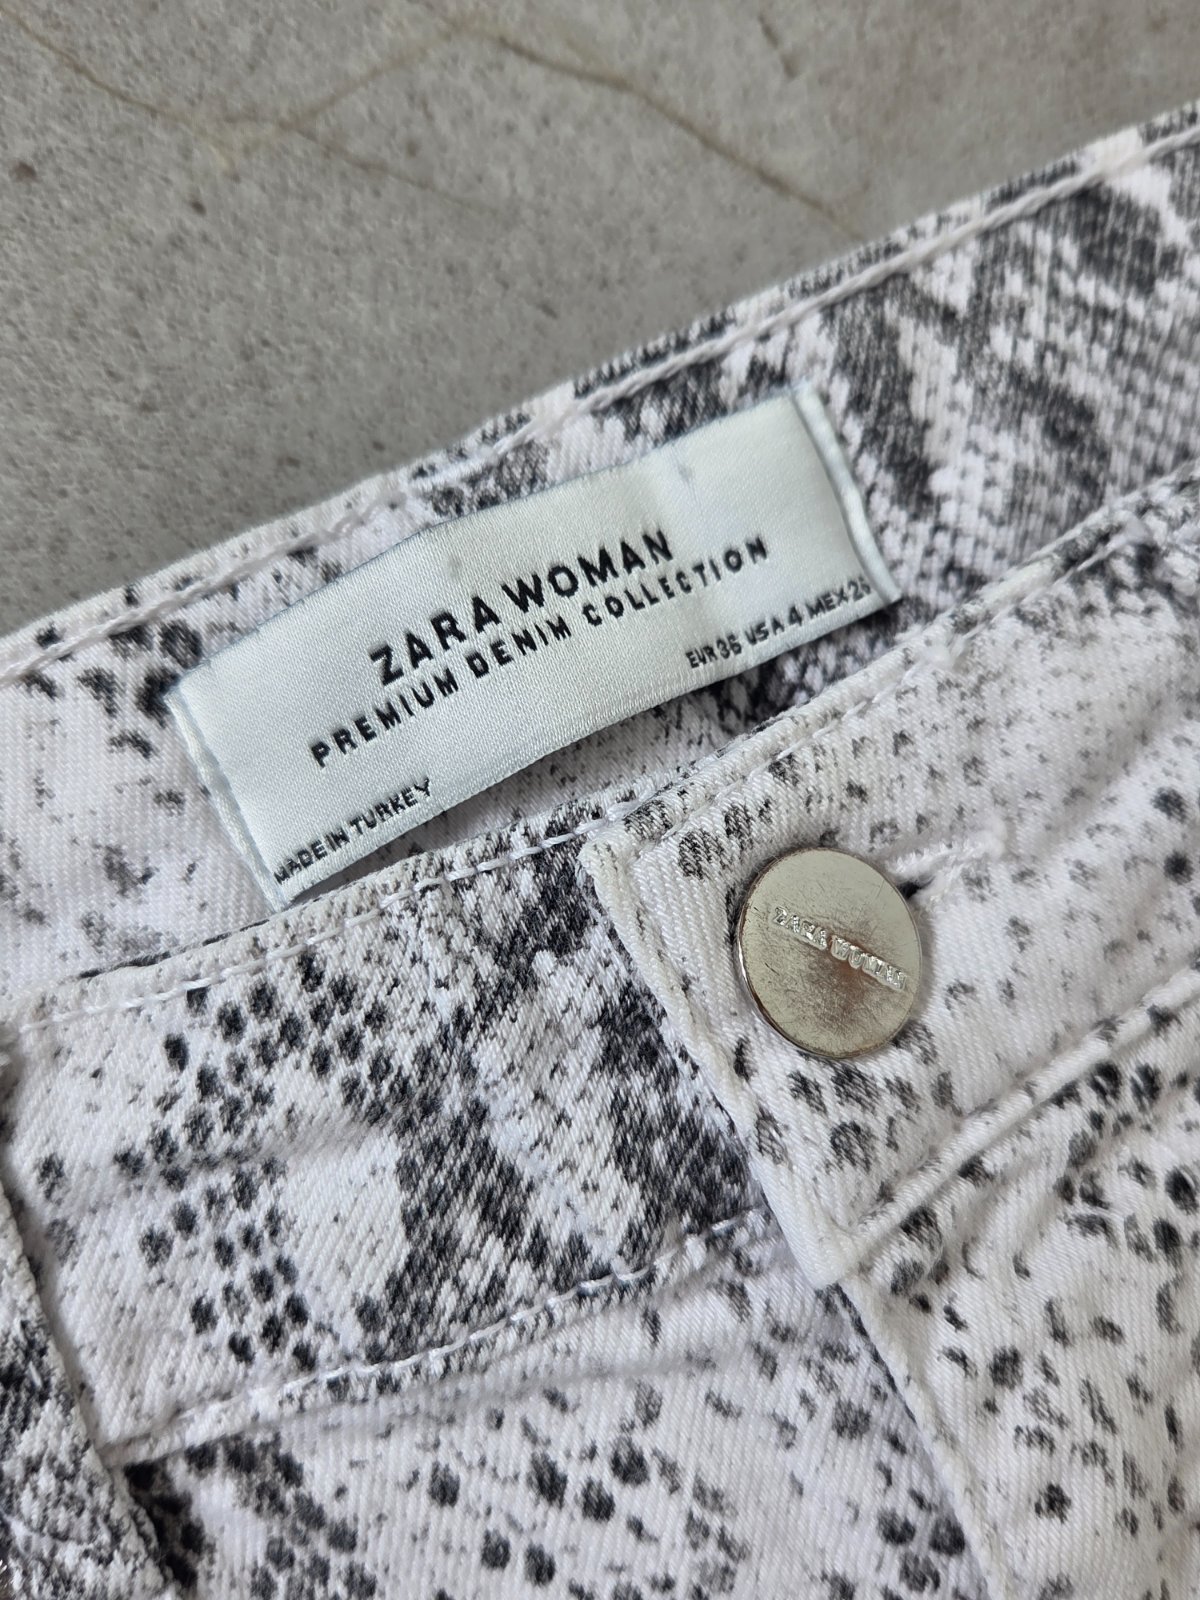 ZARA WOMAN
PREMIUM DENIM COLLECTION
EUR 36 USA 4 MEX 26
MADE IN TURKEY
ZARA WOMAN